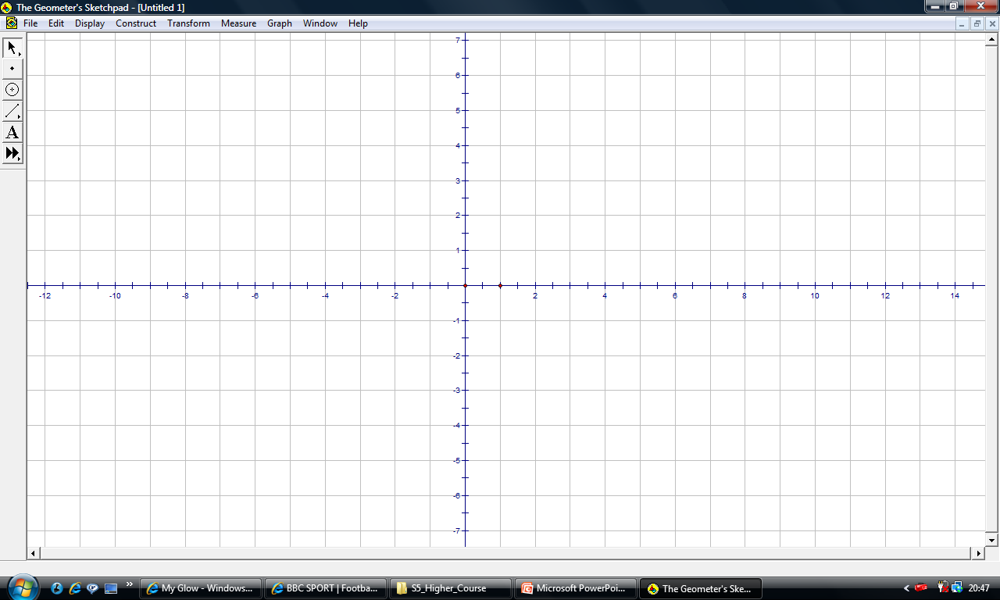 The Geometer's Sketchpad - [Untitled 1]
File Edit Display Construct Transform Measure Graph Window Help
A
7
6
5
4
3
2
1
-12 -10 -8 -6 -4 -2 2 4 6 8 10 12 14
-1
-2
-3
-4
-5
-6
-7
My Glow - Windows... BBC SPORT | Footba... S5_Higher_Course Microsoft PowerPoi... The Geometer's Ske... 20:47